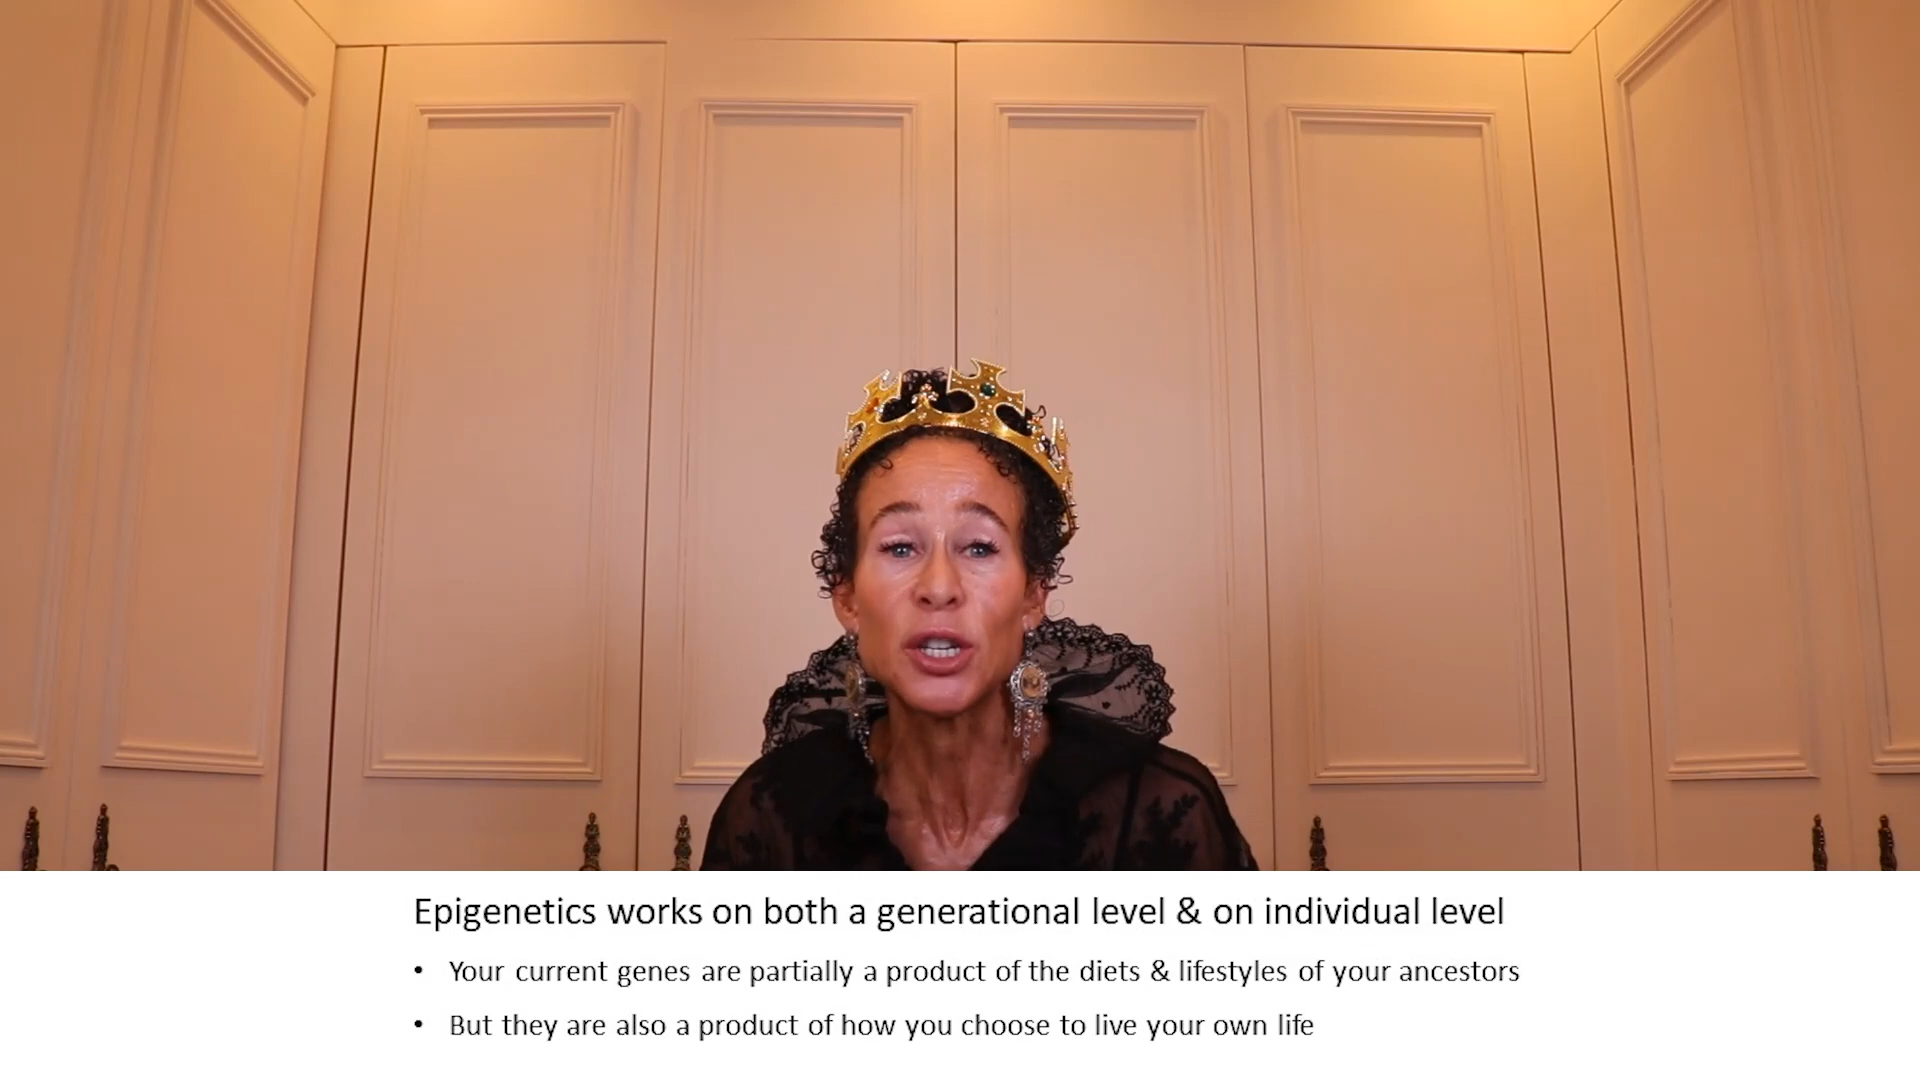 Epigenetics works on both a generational level & on individual level
• Your current genes are partially a product of the diets & lifestyles of your ancestors
• But they are also a product of how you choose to live your own life